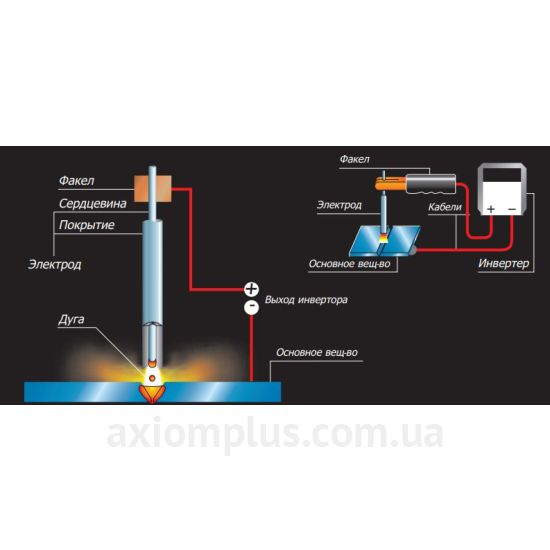 Факел
Сердцевина
Покрытие
Электрод
Дуга
+
-
Выход инвертора
Основное вещ-во
Факел
Электрод
Кабели
+ −
Основное вещ-во
Инвертер
axiomplus.com.ua